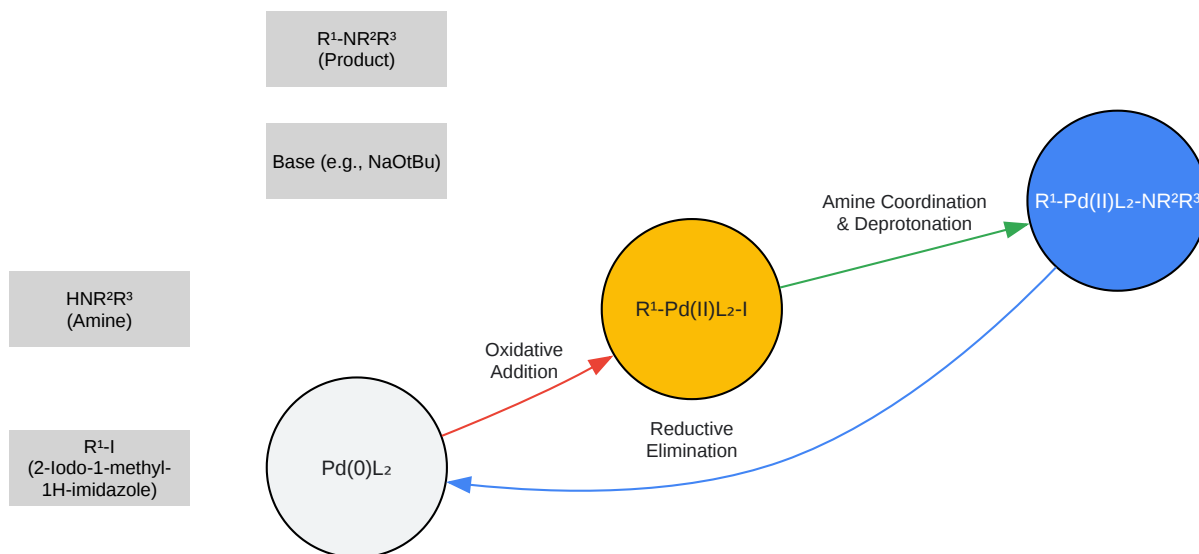 R¹-NR²R³
(Product)
Base (e.g., NaOtBu)
Amine Coordination
& Deprotonation
R¹-Pd(II)L₂-NR²R³
HNR²R³
(Amine)
R¹-Pd(II)L₂-I
Oxidative
Addition
Reductive
Elimination
R¹-I
(2-Iodo-1-methyl-
1H-imidazole)
Pd(0)L₂